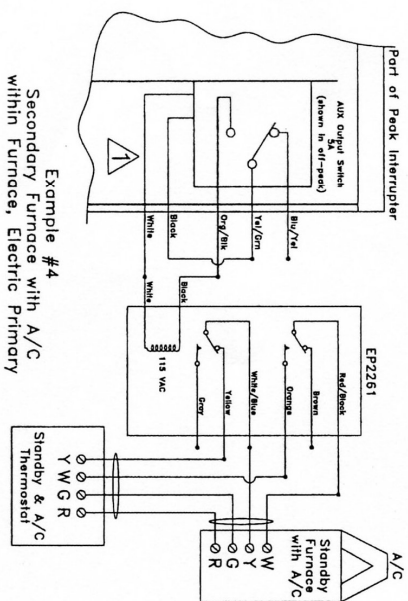 Part of Peak Interrupter
AUX Output Switch
5A
(shown in off-peak)
1
Blu/Yel
Yel/Grn
Org/Blk
Black
White
Black
White
115 VAC
EP2261
Red/Black
Brown
Orange
White/Blue
Yellow
Gray
A/C
Standby
Furnace
with A/C
W
Y
G
R
Y W G R
Standby & A/C
Thermostat
Example #4
Secondary Furnace with A/C
within Furnace, Electric Primary